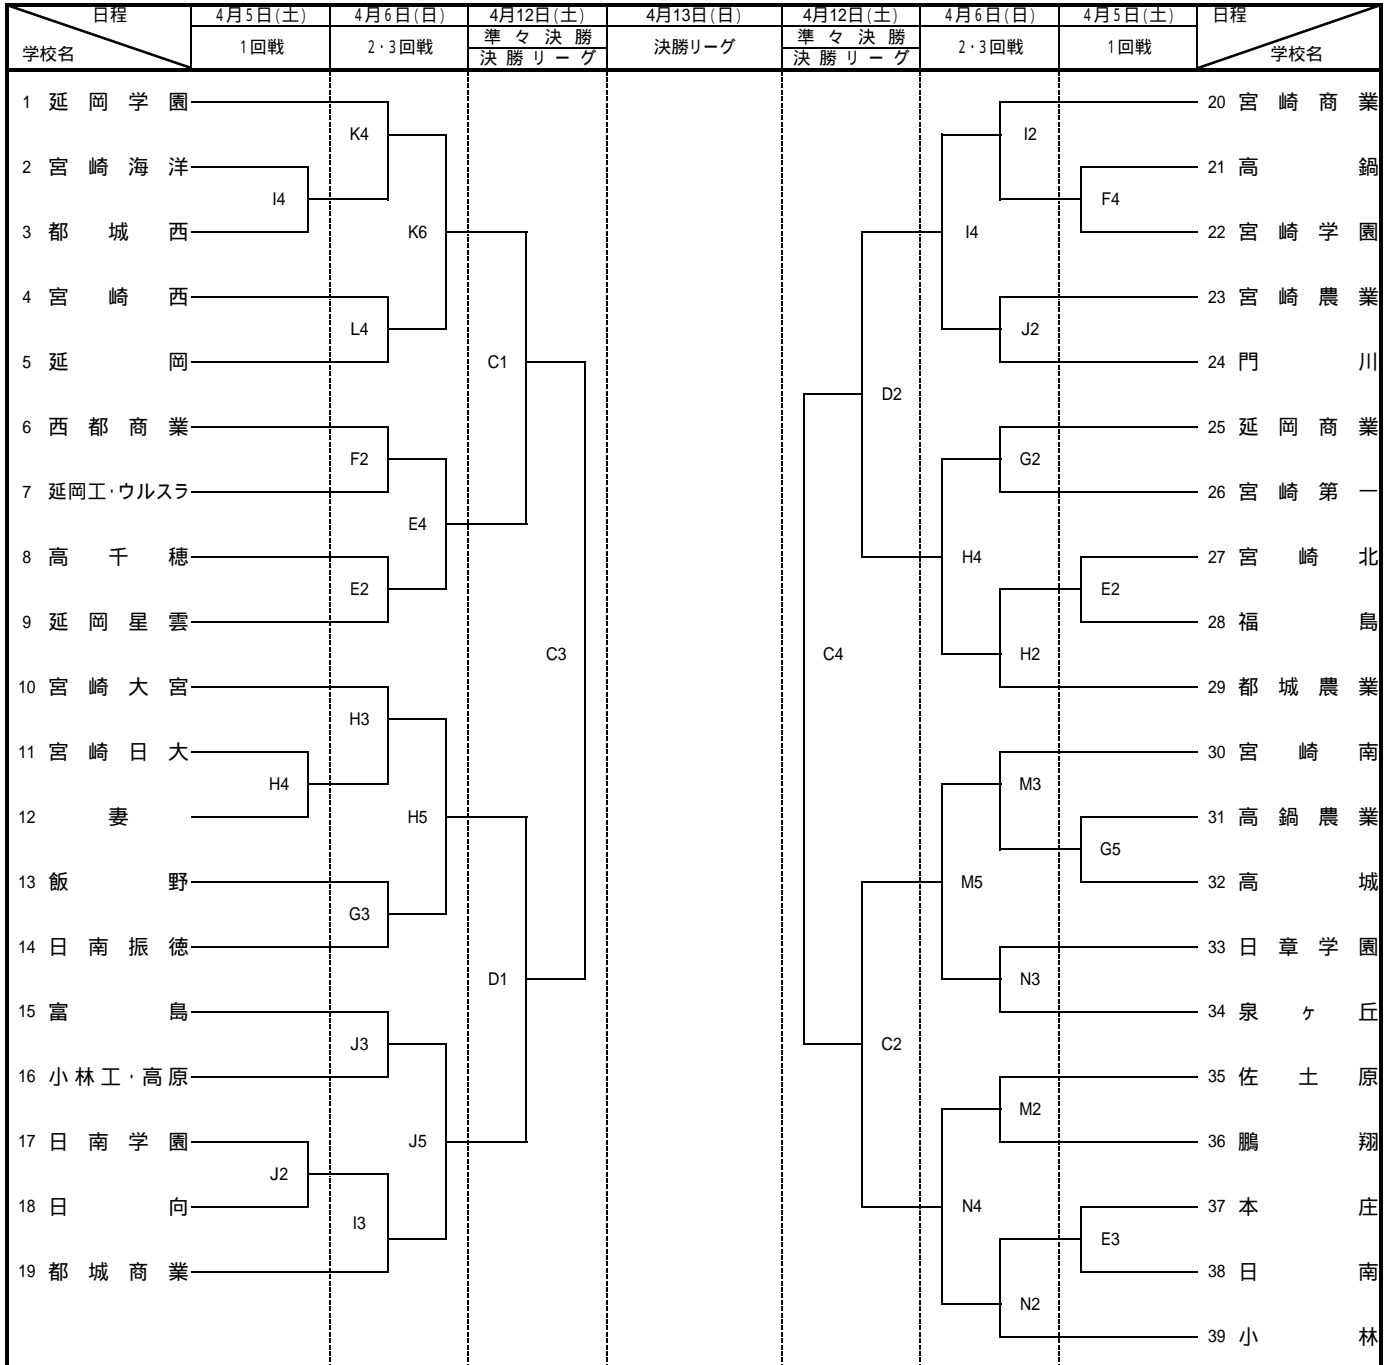 日程 4月5日(土) 4月6日(日) 4月12日(土) 4月13日(日) 4月12日(土) 4月6日(日) 4月5日(土) 日程
学校名 1回戦 2・3回戦 準々決勝 決勝リーグ 準々決勝 2・3回戦 1回戦 学校名
決勝リーグ 決勝リーグ
1 延岡学園 20 宮崎商業
K4 I2
2 宮崎海洋 21 高鍋
I4 F4
3 都城西 K6 I4 22 宮崎学園
4 宮崎西 23 宮崎農業
L4 J2
5 延岡 C1 24 門川
D2
6 西都商業 25 延岡商業
F2 G2
7 延岡工・ウルスラ 26 宮崎第一
E4
8 高千穂 H4 27 宮崎北
E2 E2
9 延岡星雲 28 福島
C3 C4 H2
10 宮崎大宮 29 都城農業
H3
11 宮崎日大 30 宮崎南
H4 M3
12 妻 H5 31 高鍋農業
G5
13 飯野 M5 32 高城
G3
14 日南振徳 33 日章学園
D1 N3
15 富島 34 泉ヶ丘
J3 C2
16 小林工・高原 35 佐土原
M2
17 日南学園 J5 36 鵬翔
J2
18 日向 N4 37 本庄
I3 E3
19 都城商業 38 日南
N2
39 小林